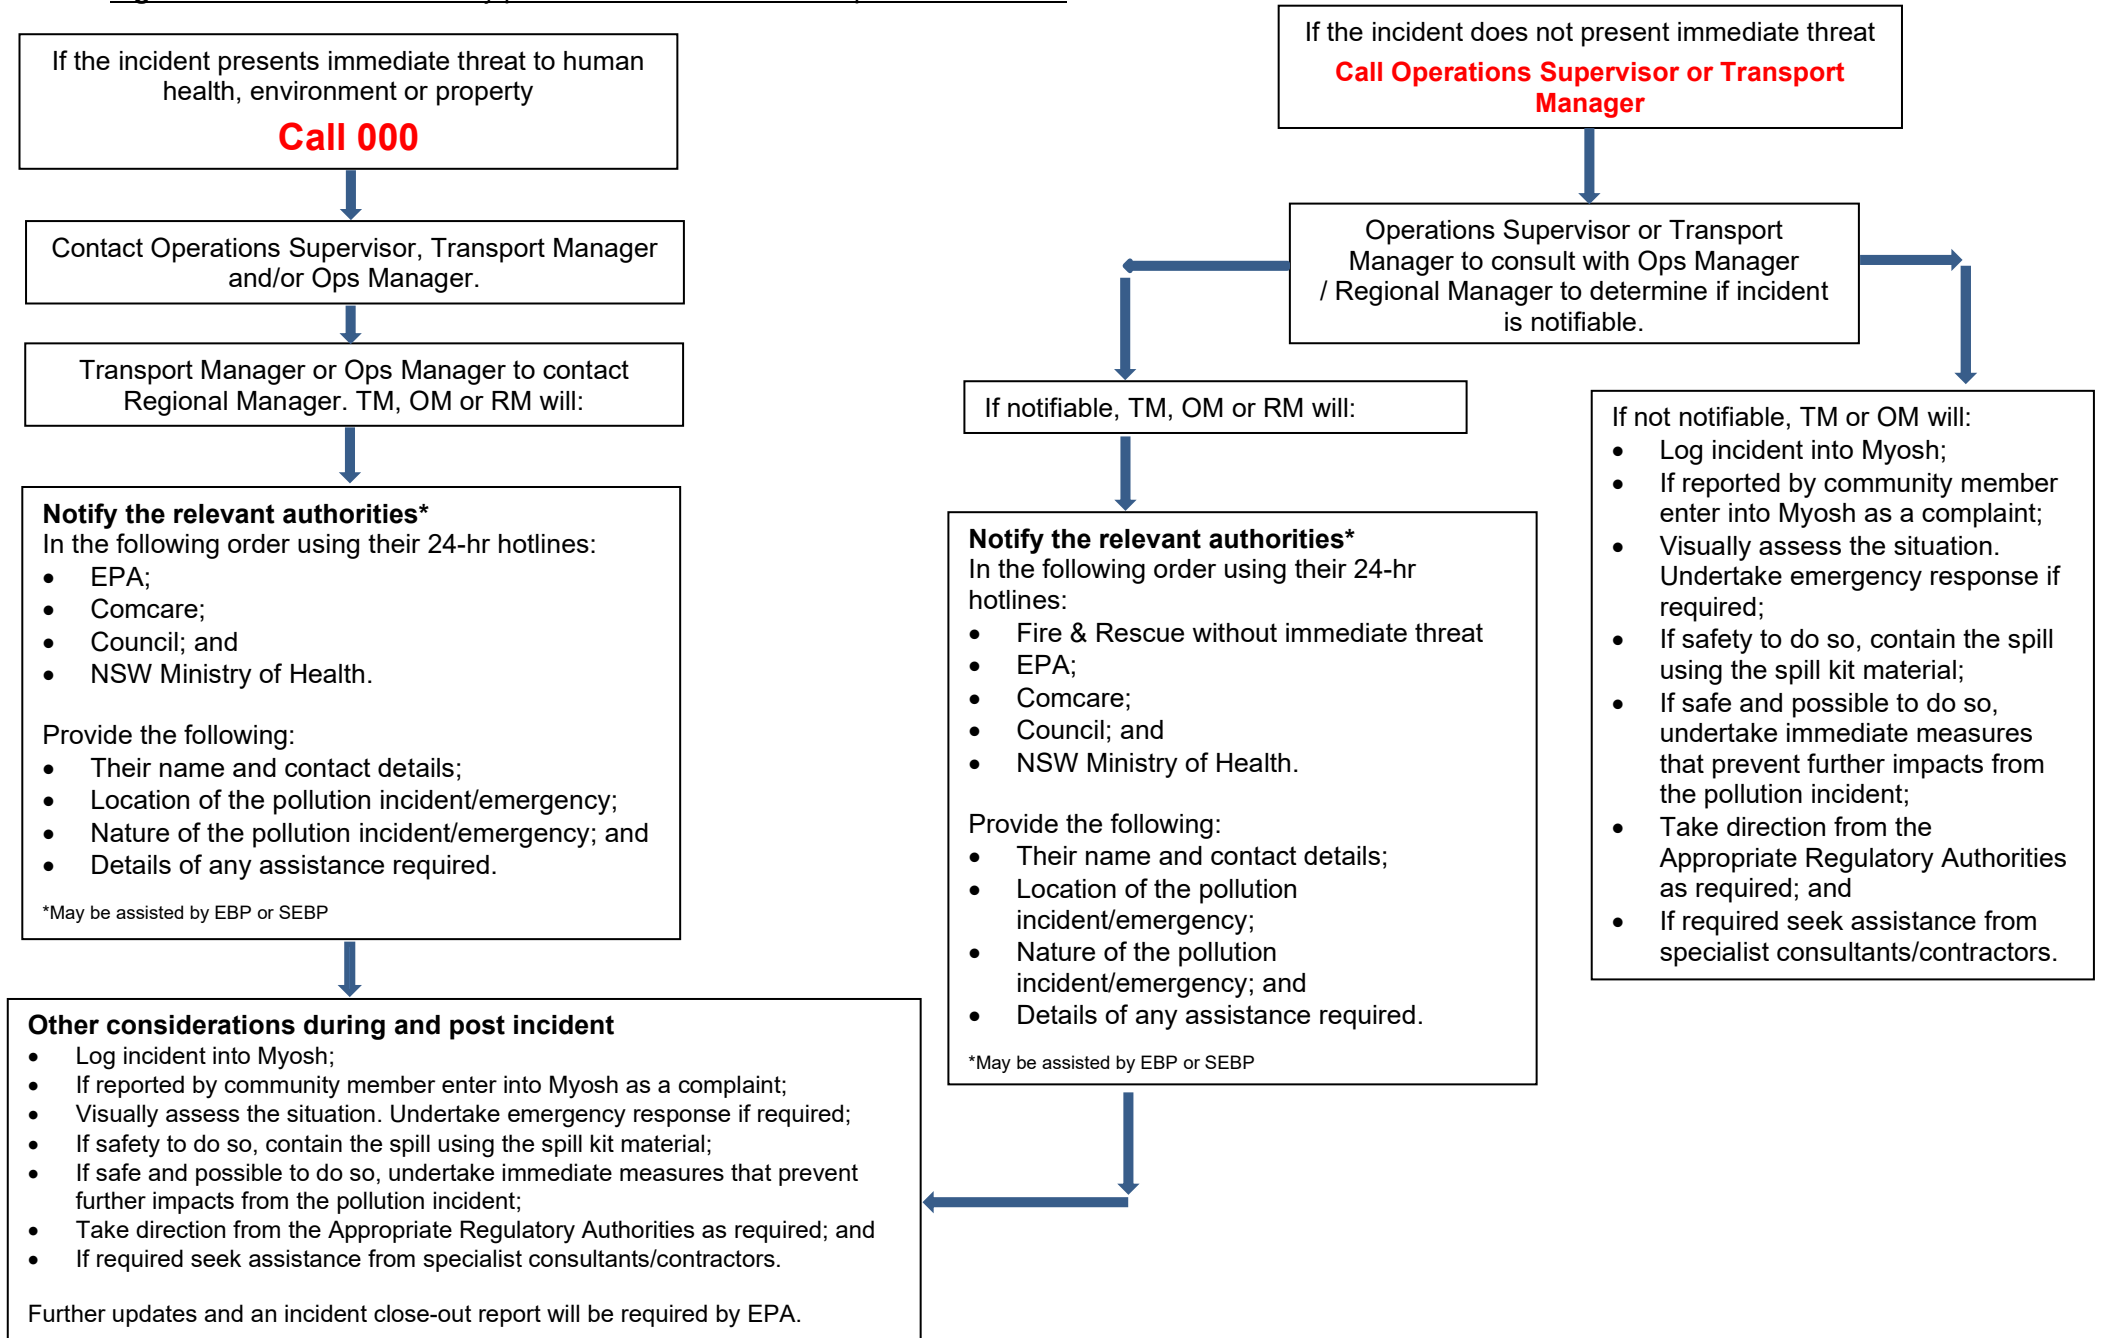 If the incident presents immediate threat to human
health, environment or property
Call 000
Contact Operations Supervisor, Transport Manager
and/or Ops Manager.
Transport Manager or Ops Manager to contact
Regional Manager. TM, OM or RM will:
Notify the relevant authorities*
In the following order using their 24-hr hotlines:
• EPA;
• Comcare;
• Council; and
• NSW Ministry of Health.
Provide the following:
• Their name and contact details;
• Location of the pollution incident/emergency;
• Nature of the pollution incident/emergency; and
• Details of any assistance required.
*May be assisted by EBP or SEBP
Other considerations during and post incident
• Log incident into Myosh;
• If reported by community member enter into Myosh as a complaint;
• Visually assess the situation. Undertake emergency response if required;
• If safety to do so, contain the spill using the spill kit material;
• If safe and possible to do so, undertake immediate measures that prevent
further impacts from the pollution incident;
• Take direction from the Appropriate Regulatory Authorities as required; and
• If required seek assistance from specialist consultants/contractors.
Further updates and an incident close-out report will be required by EPA.
If the incident does not present immediate threat
Call Operations Supervisor or Transport
Manager
Operations Supervisor or Transport
Manager to consult with Ops Manager
/ Regional Manager to determine if incident
is notifiable.
If notifiable, TM, OM or RM will:
Notify the relevant authorities*
In the following order using their 24-hr
hotlines:
• Fire & Rescue without immediate threat
• EPA;
• Comcare;
• Council; and
• NSW Ministry of Health.
Provide the following:
• Their name and contact details;
• Location of the pollution
incident/emergency;
• Nature of the pollution
incident/emergency; and
• Details of any assistance required.
*May be assisted by EBP or SEBP
If not notifiable, TM or OM will:
• Log incident into Myosh;
• If reported by community member
enter into Myosh as a complaint;
• Visually assess the situation.
Undertake emergency response if
required;
• If safety to do so, contain the spill
using the spill kit material;
• If safe and possible to do so,
undertake immediate measures
that prevent further impacts from
the pollution incident;
• Take direction from the
Appropriate Regulatory Authorities
as required; and
• If required seek assistance from
specialist consultants/contractors.